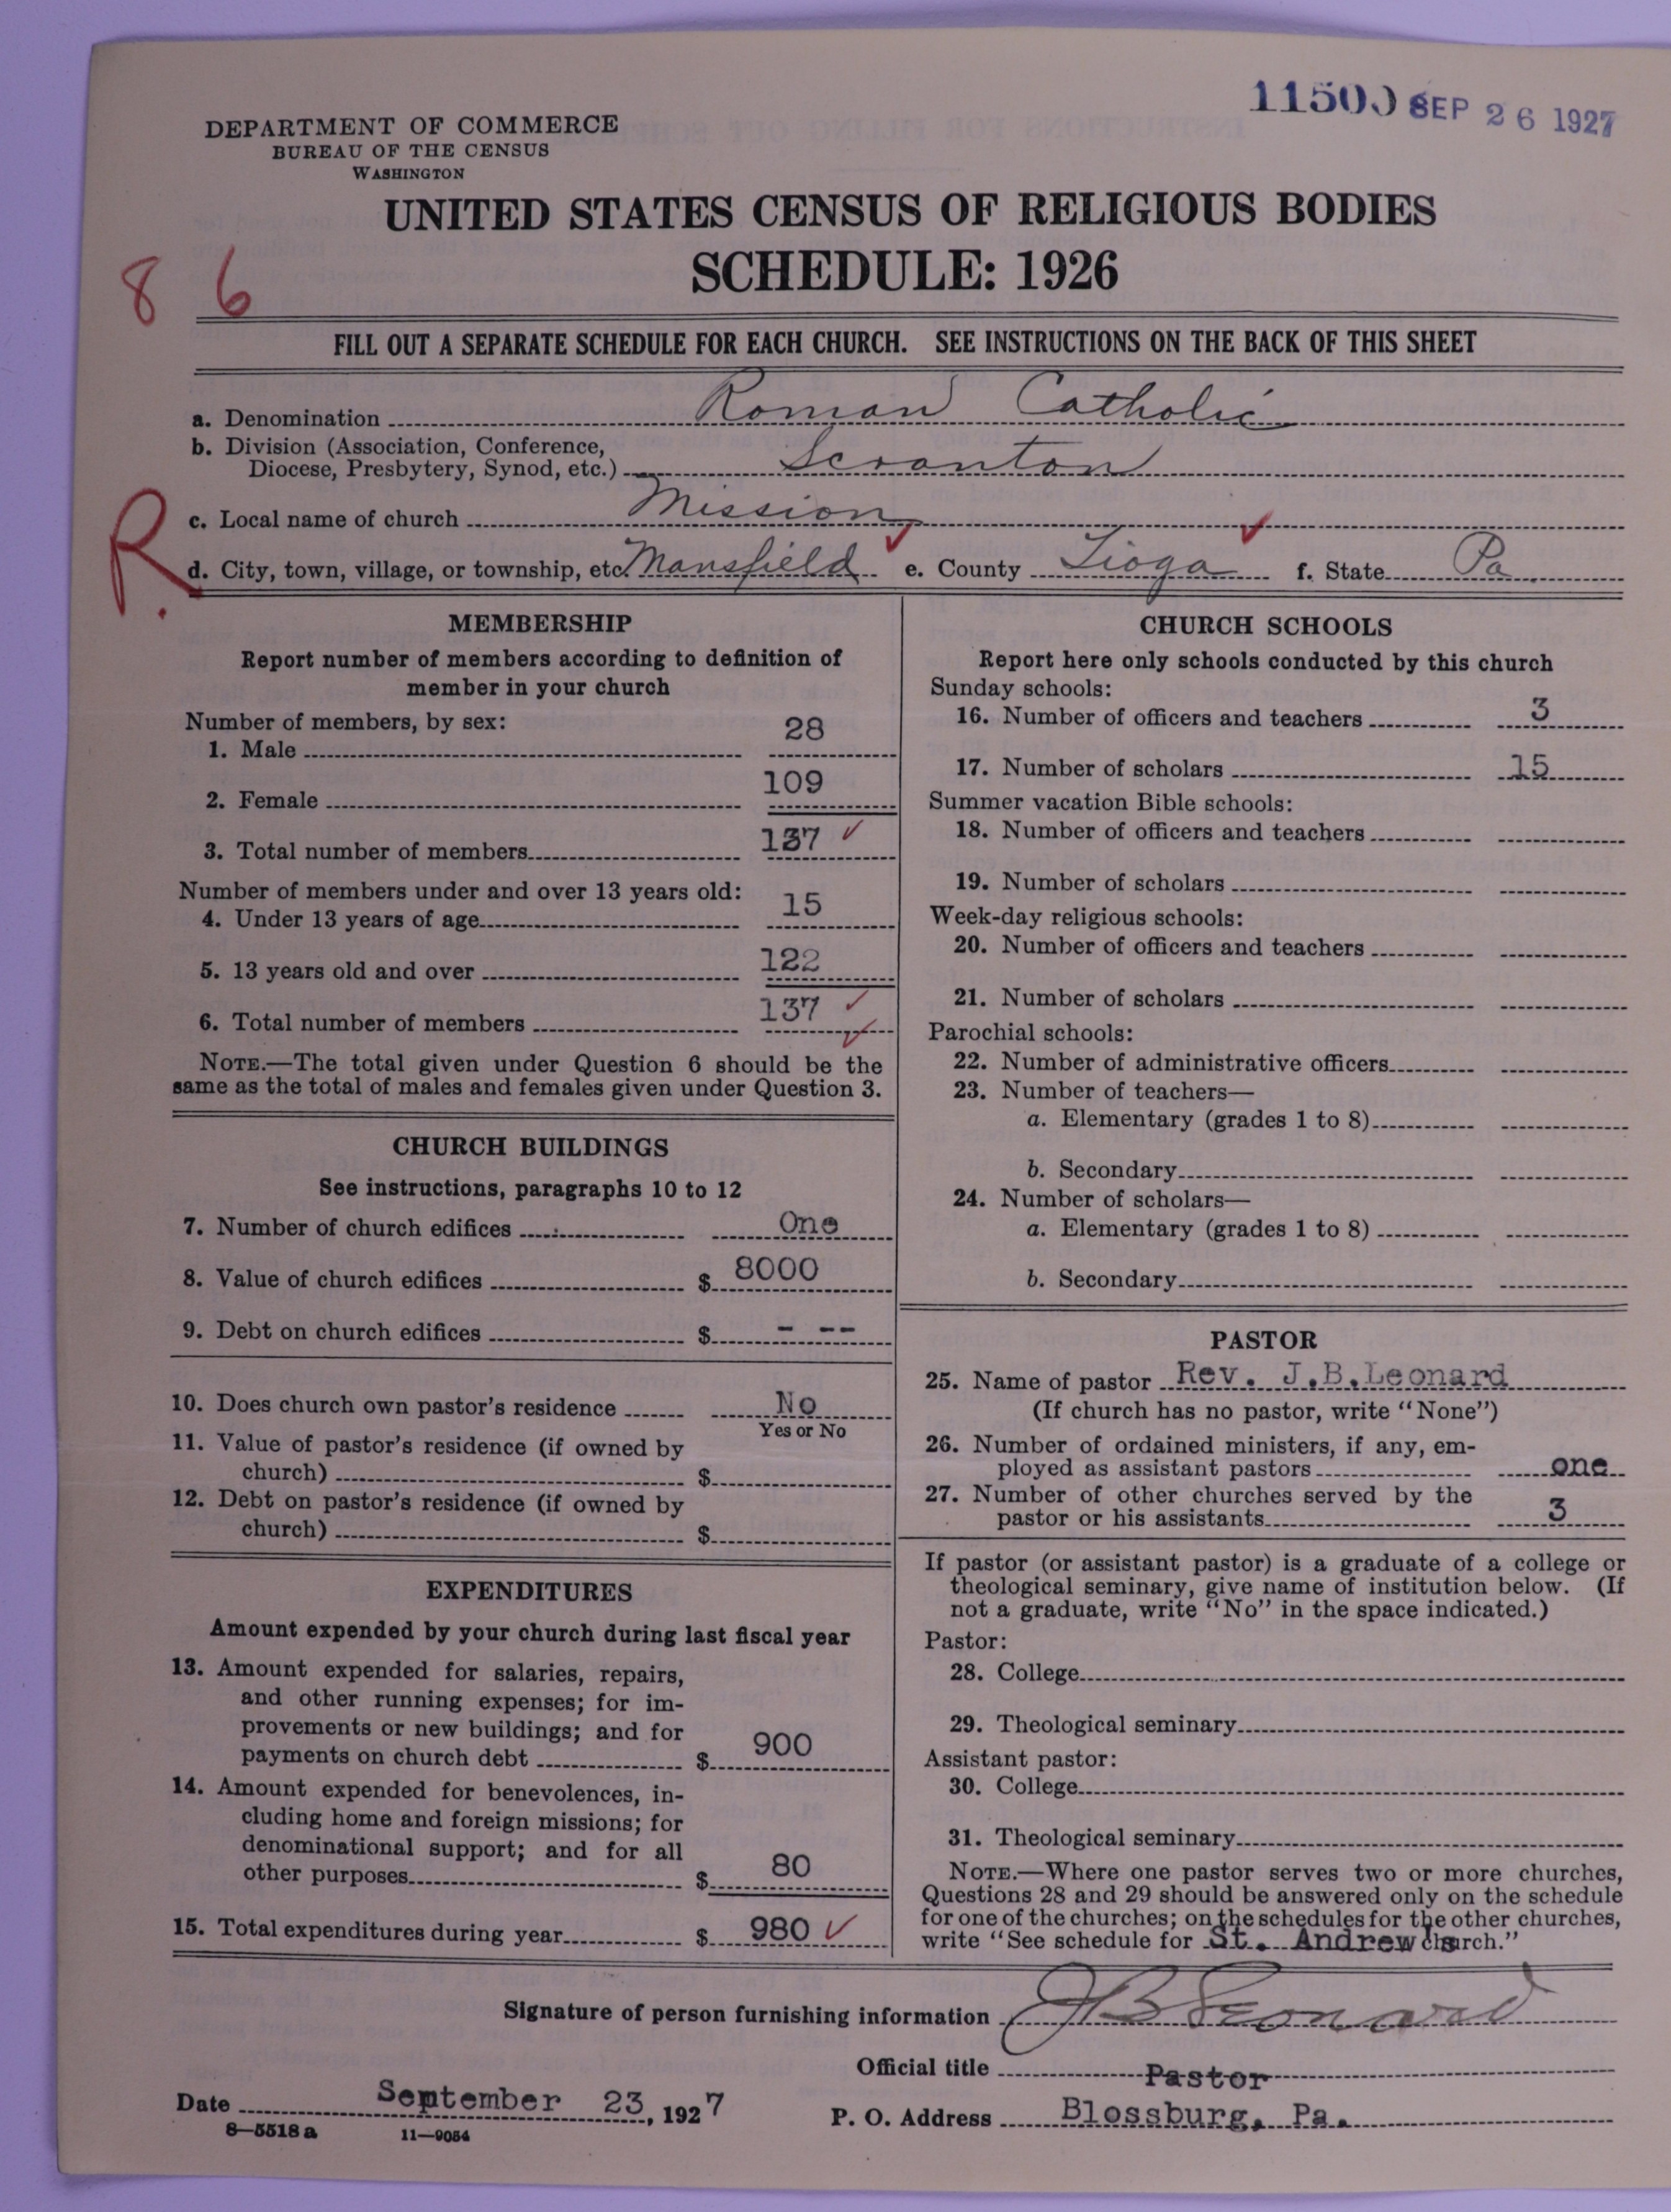 11500 SEP 26 1927
DEPARTMENT OF COMMERCE
BUREAU OF THE CENSUS
WASHINGTON
UNITED STATES CENSUS OF RELIGIOUS BODIES
SCHEDULE: 1926
8 6
FILL OUT A SEPARATE SCHEDULE FOR EACH CHURCH. SEE INSTRUCTIONS ON THE BACK OF THIS SHEET
a. Denomination Roman Catholic
b. Division (Association, Conference,
Diocese, Presbytery, Synod, etc.) Scranton
c. Local name of church Mission
R.
d. City, town, village, or township, etc. Mansfield e. County Tioga f. State Pa
MEMBERSHIP
Report number of members according to definition of
member in your church
Number of members, by sex:
1. Male 28
2. Female 109
3. Total number of members 137 ✓
Number of members under and over 13 years old:
4. Under 13 years of age 15
5. 13 years old and over 122
6. Total number of members 137 ✓
NOTE.—The total given under Question 6 should be the
same as the total of males and females given under Question 3.
CHURCH BUILDINGS
See instructions, paragraphs 10 to 12
7. Number of church edifices One
8. Value of church edifices $ 8000
9. Debt on church edifices $ - --
10. Does church own pastor's residence No
Yes or No
11. Value of pastor's residence (if owned by
church) $
12. Debt on pastor's residence (if owned by
church) $
EXPENDITURES
Amount expended by your church during last fiscal year
13. Amount expended for salaries, repairs,
and other running expenses; for im-
provements or new buildings; and for
payments on church debt $ 900
14. Amount expended for benevolences, in-
cluding home and foreign missions; for
denominational support; and for all
other purposes $ 80
15. Total expenditures during year $ 980 ✓
CHURCH SCHOOLS
Report here only schools conducted by this church
Sunday schools:
16. Number of officers and teachers 3
17. Number of scholars 15
Summer vacation Bible schools:
18. Number of officers and teachers
19. Number of scholars
Week-day religious schools:
20. Number of officers and teachers
21. Number of scholars
Parochial schools:
22. Number of administrative officers
23. Number of teachers—
a. Elementary (grades 1 to 8)
b. Secondary
24. Number of scholars—
a. Elementary (grades 1 to 8)
b. Secondary
PASTOR
25. Name of pastor Rev. J.B.Leonard
(If church has no pastor, write "None")
26. Number of ordained ministers, if any, em-
ployed as assistant pastors one
27. Number of other churches served by the
pastor or his assistants 3
If pastor (or assistant pastor) is a graduate of a college or
theological seminary, give name of institution below. (If
not a graduate, write "No" in the space indicated.)
Pastor:
28. College
29. Theological seminary
Assistant pastor:
30. College
31. Theological seminary
NOTE.—Where one pastor serves two or more churches,
Questions 28 and 29 should be answered only on the schedule
for one of the churches; on the schedules for the other churches,
write "See schedule for St. Andrew's church."
Signature of person furnishing information J B Leonard
Official title Pastor
Date September 23, 1927
P. O. Address Blossburg, Pa.
8—5518a 11—9054